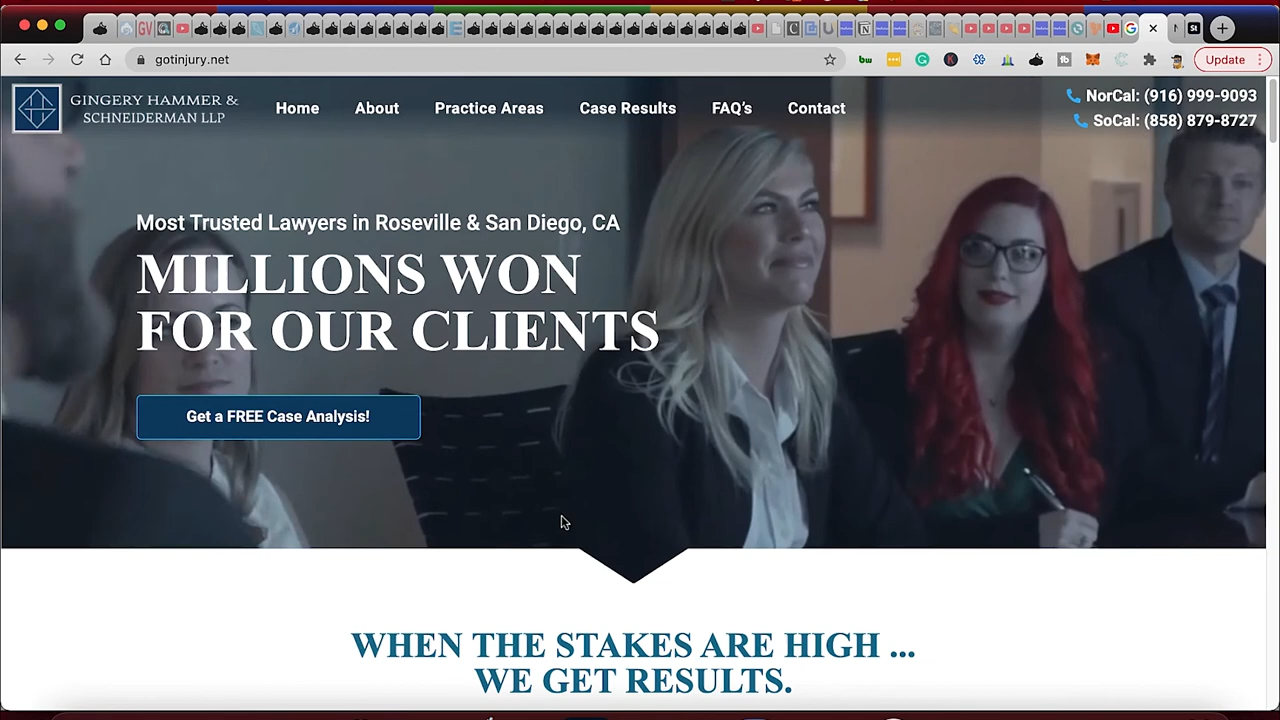 gotinjury.net
Update
GINGERY HAMMER &
SCHNEIDERMAN LLP
Home
About
Practice Areas
Case Results
FAQ's
Contact
NorCal: (916) 999-9093
SoCal: (858) 879-8727
Most Trusted Lawyers in Roseville & San Diego, CA
MILLIONS WON
FOR OUR CLIENTS
Get a FREE Case Analysis!
WHEN THE STAKES ARE HIGH ...
WE GET RESULTS.